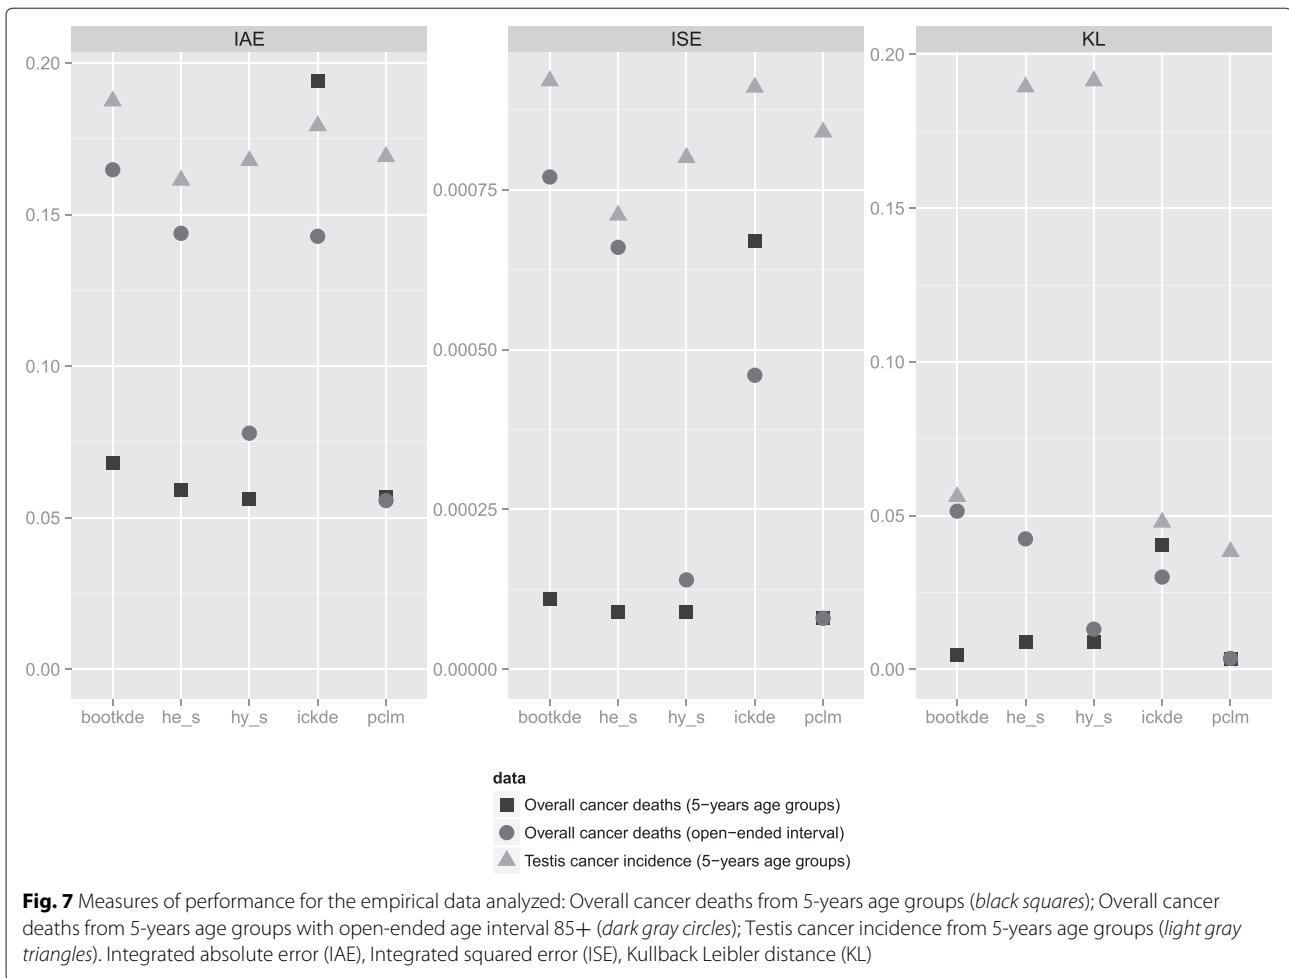 IAE
ISE
KL
0.20
0.15
0.10
0.05
0.00
0.00075
0.00050
0.00025
0.00000
0.20
0.15
0.10
0.05
0.00
bootkde he_s hy_s ickde pclm
bootkde he_s hy_s ickde pclm
bootkde he_s hy_s ickde pclm
data
Overall cancer deaths (5−years age groups)
Overall cancer deaths (open−ended interval)
Testis cancer incidence (5−years age groups)
Fig. 7 Measures of performance for the empirical data analyzed: Overall cancer deaths from 5-years age groups (black squares); Overall cancer
deaths from 5-years age groups with open-ended age interval 85+ (dark gray circles); Testis cancer incidence from 5-years age groups (light gray
triangles). Integrated absolute error (IAE), Integrated squared error (ISE), Kullback Leibler distance (KL)